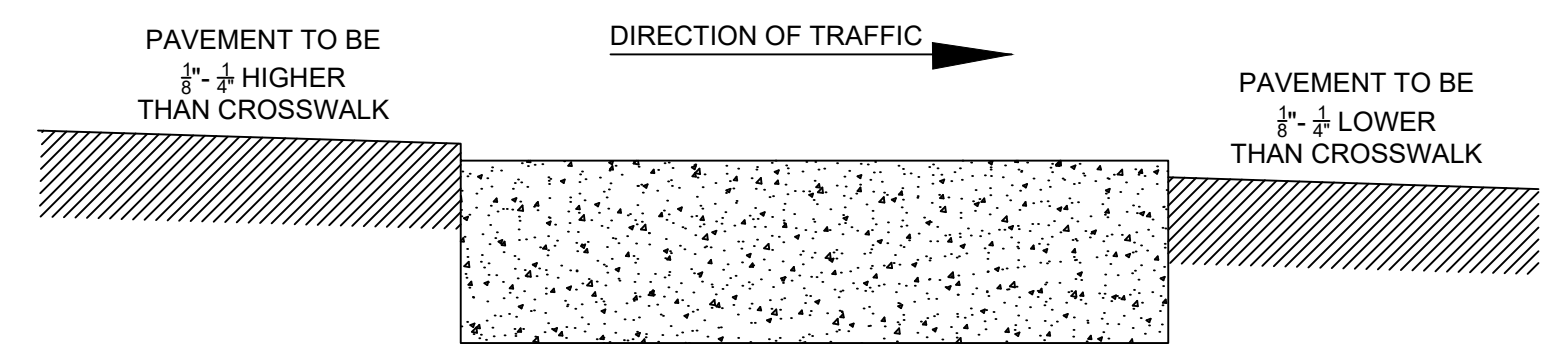 PAVEMENT TO BE
1/8"- 1/4" HIGHER
THAN CROSSWALK
DIRECTION OF TRAFFIC
PAVEMENT TO BE
1/8"- 1/4" LOWER
THAN CROSSWALK